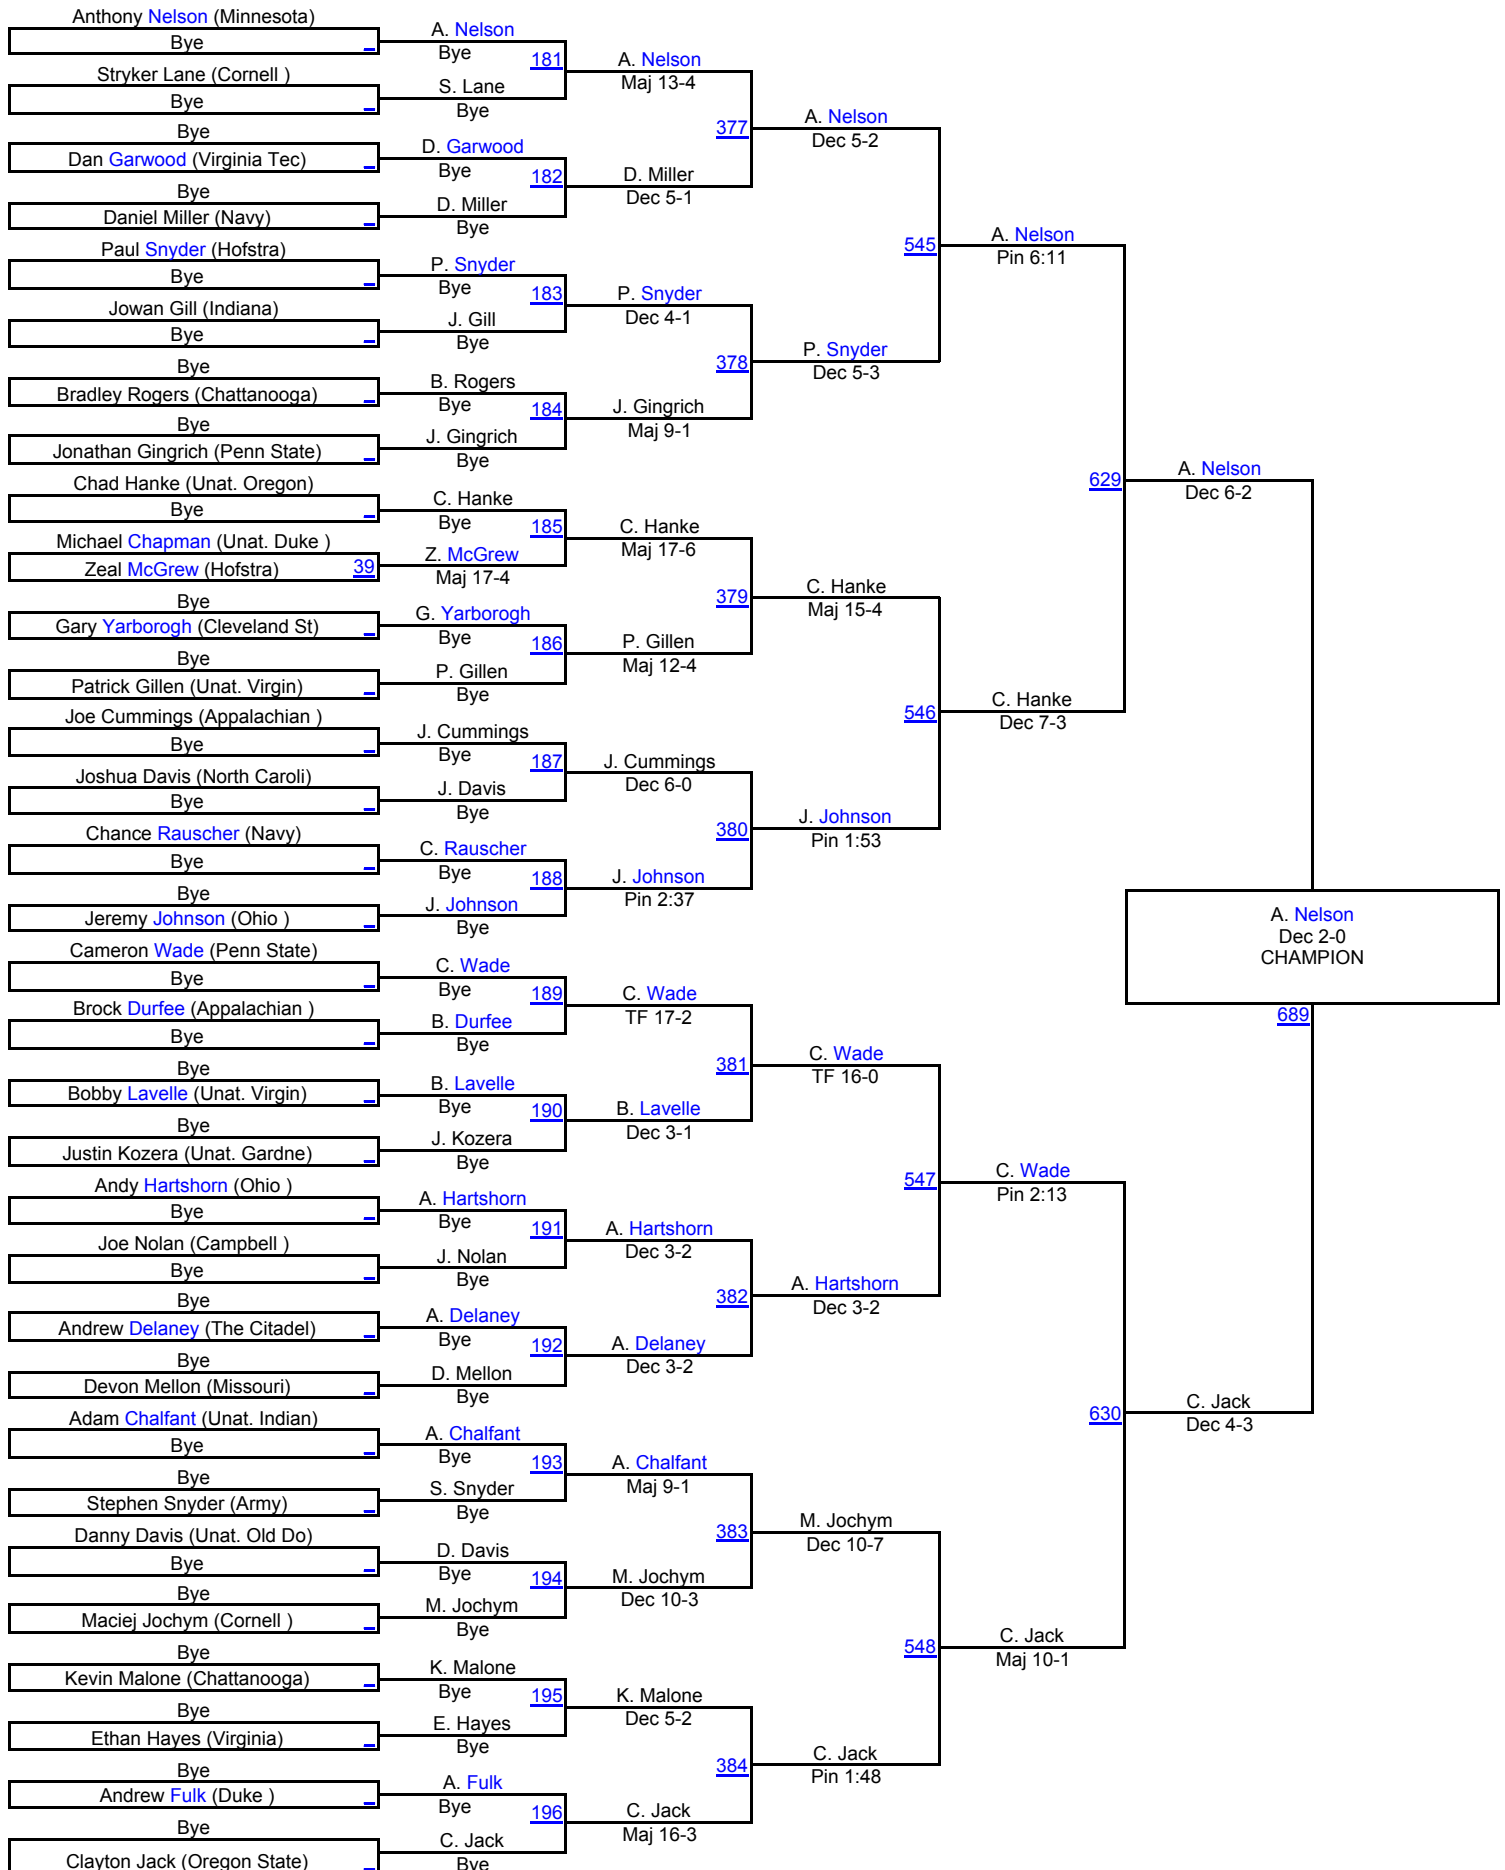 Anthony Nelson (Minnesota)
Bye
Stryker Lane (Cornell )
Bye
Bye
Dan Garwood (Virginia Tec)
Bye
Daniel Miller (Navy)
Paul Snyder (Hofstra)
Bye
Jowan Gill (Indiana)
Bye
Bye
Bradley Rogers (Chattanooga)
Bye
Jonathan Gingrich (Penn State)
Chad Hanke (Unat. Oregon)
Bye
Michael Chapman (Unat. Duke )
Zeal McGrew (Hofstra) 39
Bye
Gary Yarborogh (Cleveland St)
Bye
Patrick Gillen (Unat. Virgin)
Joe Cummings (Appalachian )
Bye
Joshua Davis (North Caroli)
Bye
Chance Rauscher (Navy)
Bye
Bye
Jeremy Johnson (Ohio )
Cameron Wade (Penn State)
Bye
Brock Durfee (Appalachian )
Bye
Bye
Bobby Lavelle (Unat. Virgin)
Bye
Justin Kozera (Unat. Gardne)
Andy Hartshorn (Ohio )
Bye
Joe Nolan (Campbell )
Bye
Bye
Andrew Delaney (The Citadel)
Bye
Devon Mellon (Missouri)
Adam Chalfant (Unat. Indian)
Bye
Bye
Stephen Snyder (Army)
Danny Davis (Unat. Old Do)
Bye
Bye
Maciej Jochym (Cornell )
Bye
Kevin Malone (Chattanooga)
Bye
Ethan Hayes (Virginia)
Bye
Andrew Fulk (Duke )
Bye
Clayton Jack (Oregon State)
A. Nelson
Bye
181
S. Lane
Bye
D. Garwood
Bye
182
D. Miller
Bye
P. Snyder
Bye
183
J. Gill
Bye
B. Rogers
Bye
184
J. Gingrich
Bye
C. Hanke
Bye
185
Z. McGrew
Maj 17-4
G. Yarborogh
Bye
186
P. Gillen
Bye
J. Cummings
Bye
187
J. Davis
Bye
C. Rauscher
Bye
188
J. Johnson
Bye
C. Wade
Bye
189
B. Durfee
Bye
B. Lavelle
Bye
190
J. Kozera
Bye
A. Hartshorn
Bye
191
J. Nolan
Bye
A. Delaney
Bye
192
D. Mellon
Bye
A. Chalfant
Bye
193
S. Snyder
Bye
D. Davis
Bye
194
M. Jochym
Bye
K. Malone
Bye
195
E. Hayes
Bye
A. Fulk
Bye
196
C. Jack
Bye
A. Nelson
Maj 13-4
377
D. Miller
Dec 5-1
P. Snyder
Dec 4-1
378
J. Gingrich
Maj 9-1
C. Hanke
Maj 17-6
379
P. Gillen
Maj 12-4
J. Cummings
Dec 6-0
380
J. Johnson
Pin 2:37
C. Wade
TF 17-2
381
B. Lavelle
Dec 3-1
A. Hartshorn
Dec 3-2
382
A. Delaney
Dec 3-2
A. Chalfant
Maj 9-1
383
M. Jochym
Dec 10-3
K. Malone
Dec 5-2
384
C. Jack
Maj 16-3
A. Nelson
Dec 5-2
545
P. Snyder
Dec 5-3
C. Hanke
Maj 15-4
546
J. Johnson
Pin 1:53
C. Wade
TF 16-0
547
A. Hartshorn
Dec 3-2
M. Jochym
Dec 10-7
548
C. Jack
Pin 1:48
A. Nelson
Pin 6:11
629
C. Hanke
Dec 7-3
C. Wade
Pin 2:13
630
C. Jack
Maj 10-1
A. Nelson
Dec 6-2
A. Nelson
Dec 2-0
CHAMPION
689
C. Jack
Dec 4-3